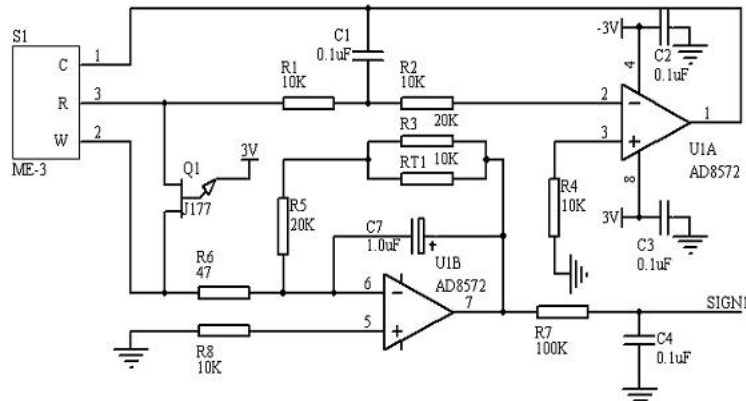 S1
C
1
R
3
W
2
ME-3
C1
0.1uF
R1
10K
R2
10K
20K
R3
10K
RT1
Q1
3V
J177
R5
20K
R6
47
C7
1.0uF
+
U1B
AD8572
6
7
5
−
+
R8
10K
-3V
C2
0.1uF
4
2
−
3
+
1
U1A
AD8572
8
R4
10K
3V
C3
0.1uF
R7
100K
C4
0.1uF
SIGN1